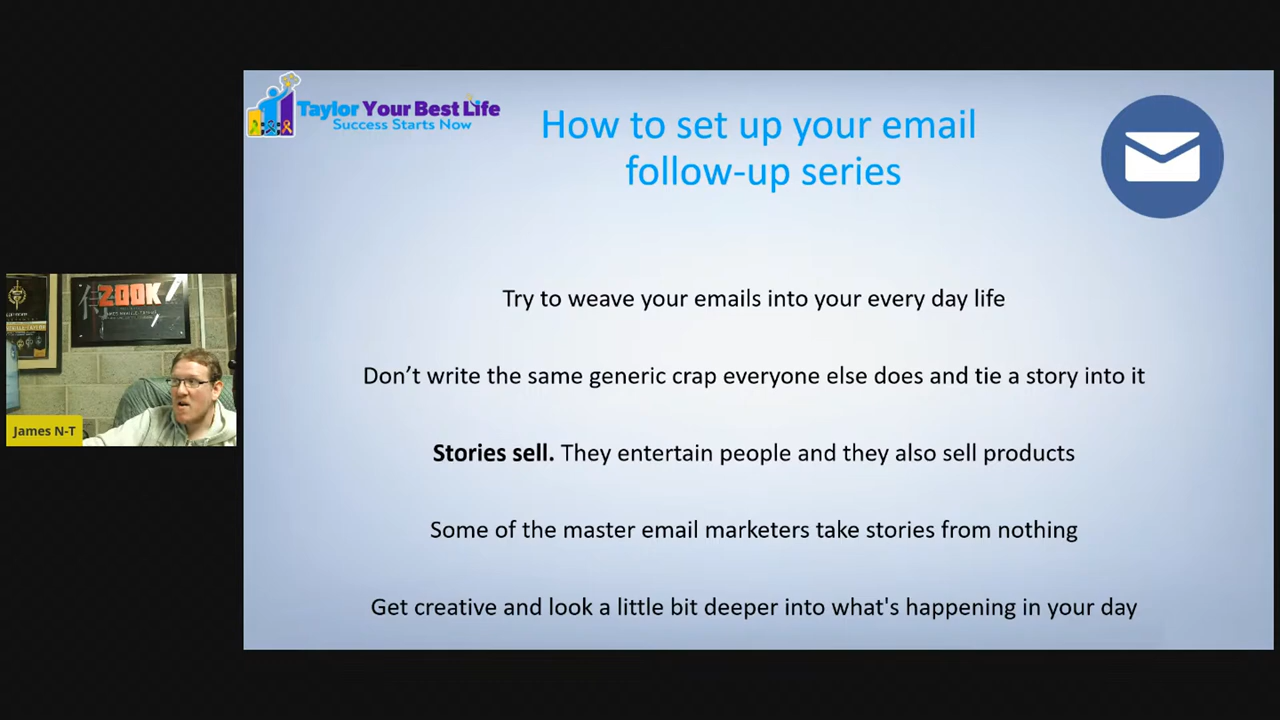 Taylor Your Best Life
Success Starts Now
How to set up your email
follow-up series
Try to weave your emails into your every day life
Don’t write the same generic crap everyone else does and tie a story into it
Stories sell. They entertain people and they also sell products
Some of the master email marketers take stories from nothing
Get creative and look a little bit deeper into what's happening in your day
200K
James N-T